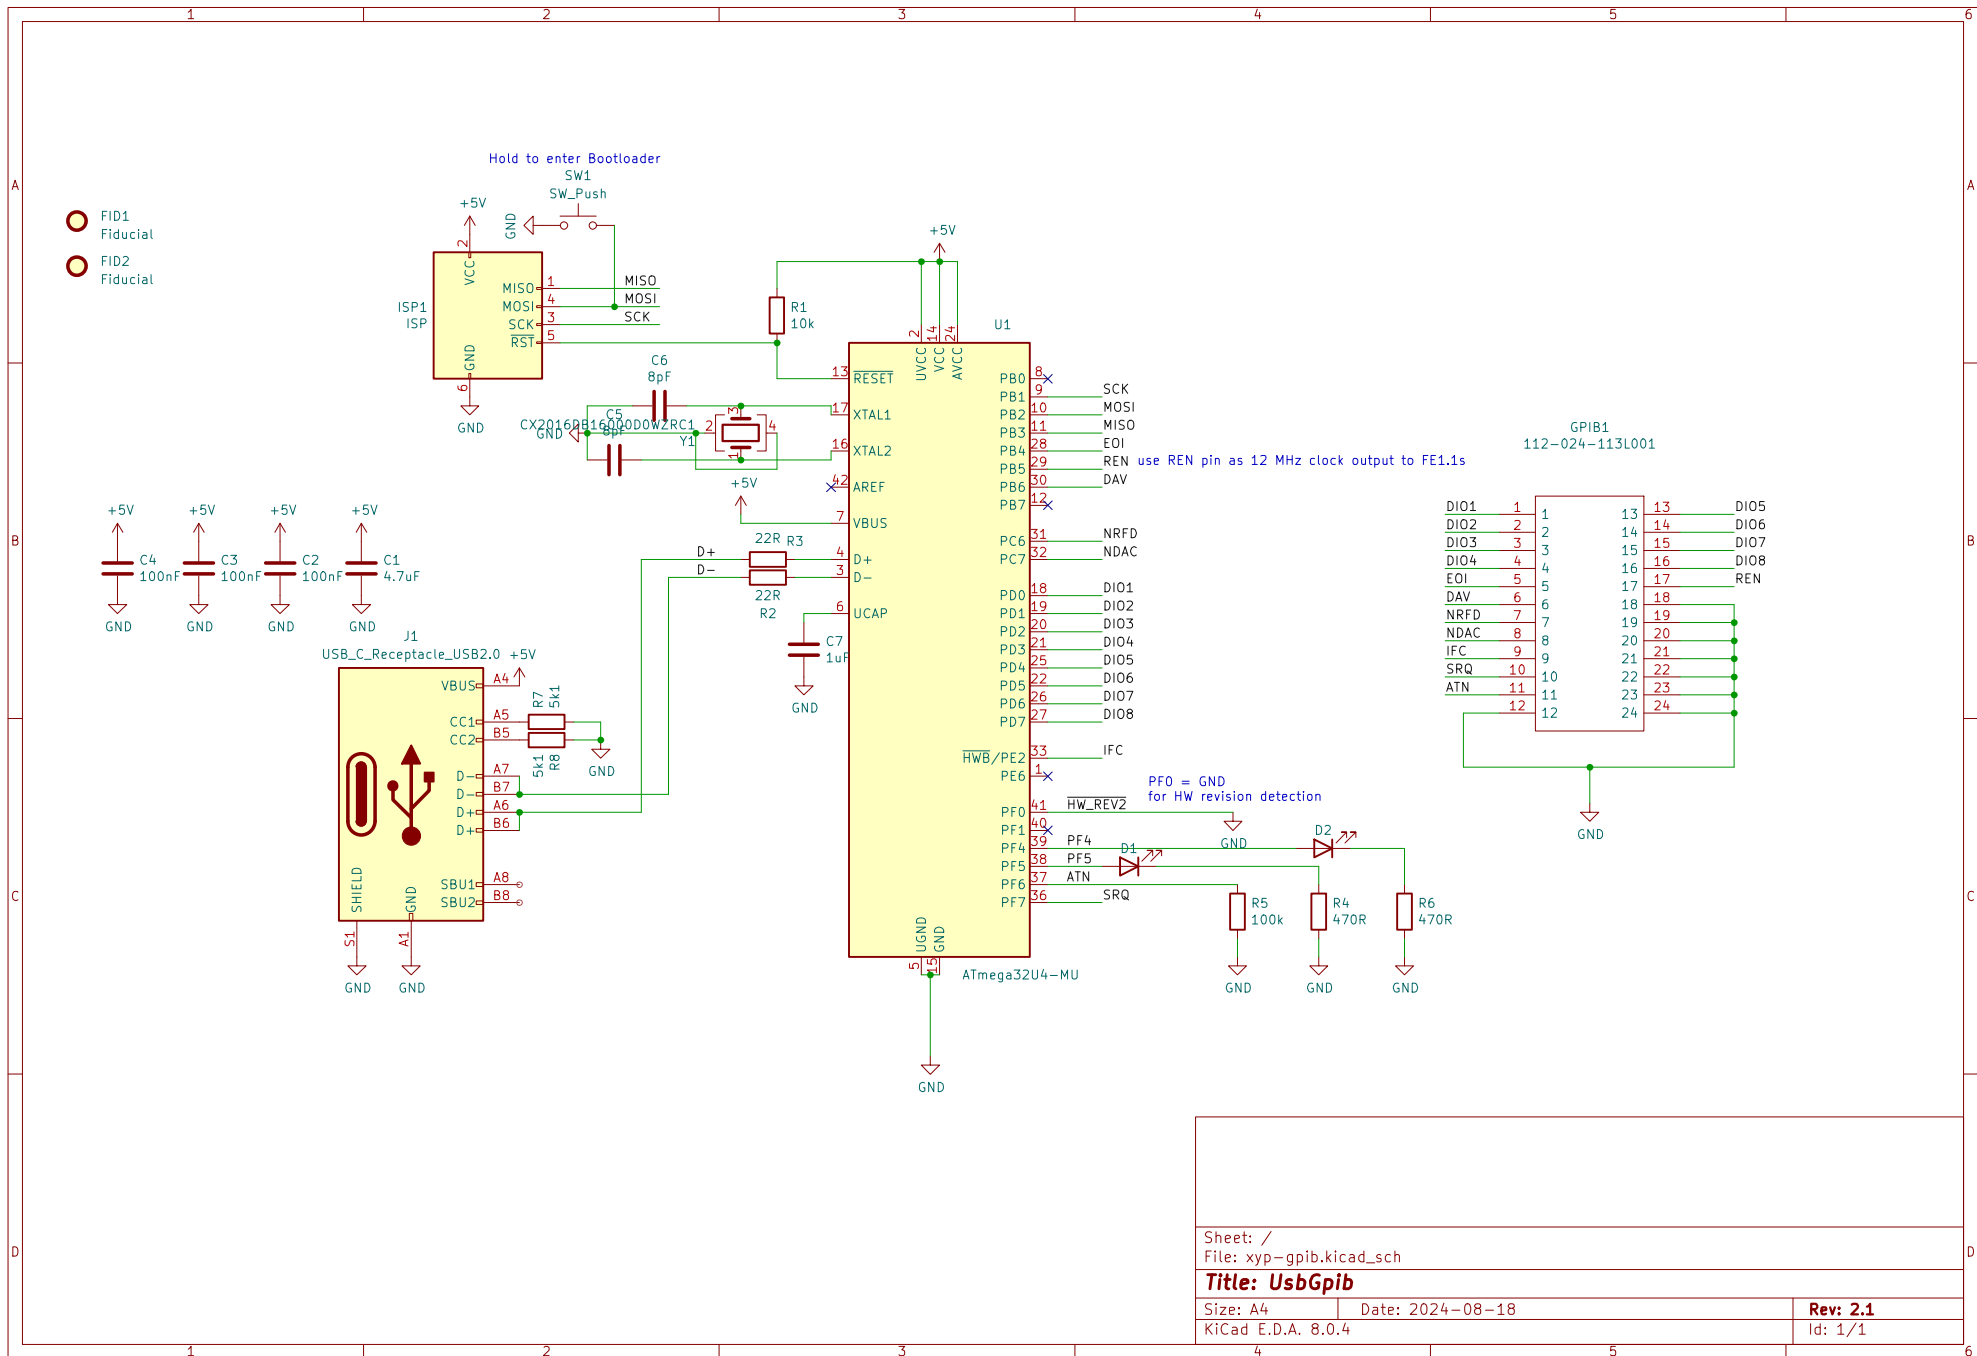 1 2 3 4 5 6
A
B
C
D
A
B
C
D
1 2 3 4 5 6
FID1
Fiducial
FID2
Fiducial
Hold to enter Bootloader
SW1
SW_Push
GND
+5V
2
VCC
ISP1
ISP
MISO 1 MISO
MOSI 4 MOSI
SCK 3 SCK
RST 5
GND
6
GND
+5V
R1
10k
C6
8pF
C5
8pF
CX2016DB16000D0WZRC1
Y1
GND
2
3
4
1
+5V
+5V
C4
100nF
GND
+5V
C3
100nF
GND
+5V
C2
100nF
GND
+5V
C1
4.7uF
GND
D+
D-
22R R3
22R
R2
C7
1uF
GND
J1
USB_C_Receptacle_USB2.0
+5V
VBUS A4
CC1 A5
CC2 B5
D- A7
D- B7
D+ A6
D+ B6
SBU1 A8
SBU2 B8
SHIELD
GND
S1
A1
GND
GND
R7
5k1
5k1
R8
GND
U1
2
14
24
UVCC
VCC
AVCC
13 RESET
17 XTAL1
16 XTAL2
42 AREF
7 VBUS
4 D+
3 D-
6 UCAP
PB0 8
PB1 9 SCK
PB2 10 MOSI
PB3 11 MISO
PB4 28 EOI
PB5 29 REN
PB6 30 DAV
PB7 12
PC6 31 NRFD
PC7 32 NDAC
PD0 18 DIO1
PD1 19 DIO2
PD2 20 DIO3
PD3 21 DIO4
PD4 25 DIO5
PD5 22 DIO6
PD6 26 DIO7
PD7 27 DIO8
HWB/PE2 33 IFC
PE6 1
PF0 41 HW_REV2
PF1 40
PF4 39 PF4
PF5 38 PF5
PF6 37 ATN
PF7 36 SRQ
UGND
GND
5
15
ATmega32U4-MU
GND
use REN pin as 12 MHz clock output to FE1.1s
PF0 = GND
for HW revision detection
GND
D1
D2
R5
100k
GND
R4
470R
GND
R6
470R
GND
GPIB1
112-024-113L001
DIO1 1 1 13 13 DIO5
DIO2 2 2 14 14 DIO6
DIO3 3 3 15 15 DIO7
DIO4 4 4 16 16 DIO8
EOI 5 5 17 17 REN
DAV 6 6 18 18
NRFD 7 7 19 19
NDAC 8 8 20 20
IFC 9 9 21 21
SRQ 10 10 22 22
ATN 11 11 23 23
12 12 24 24
GND
Sheet: /
File: xyp-gpib.kicad_sch
Title: UsbGpib
Size: A4 Date: 2024-08-18 Rev: 2.1
KiCad E.D.A. 8.0.4 Id: 1/1